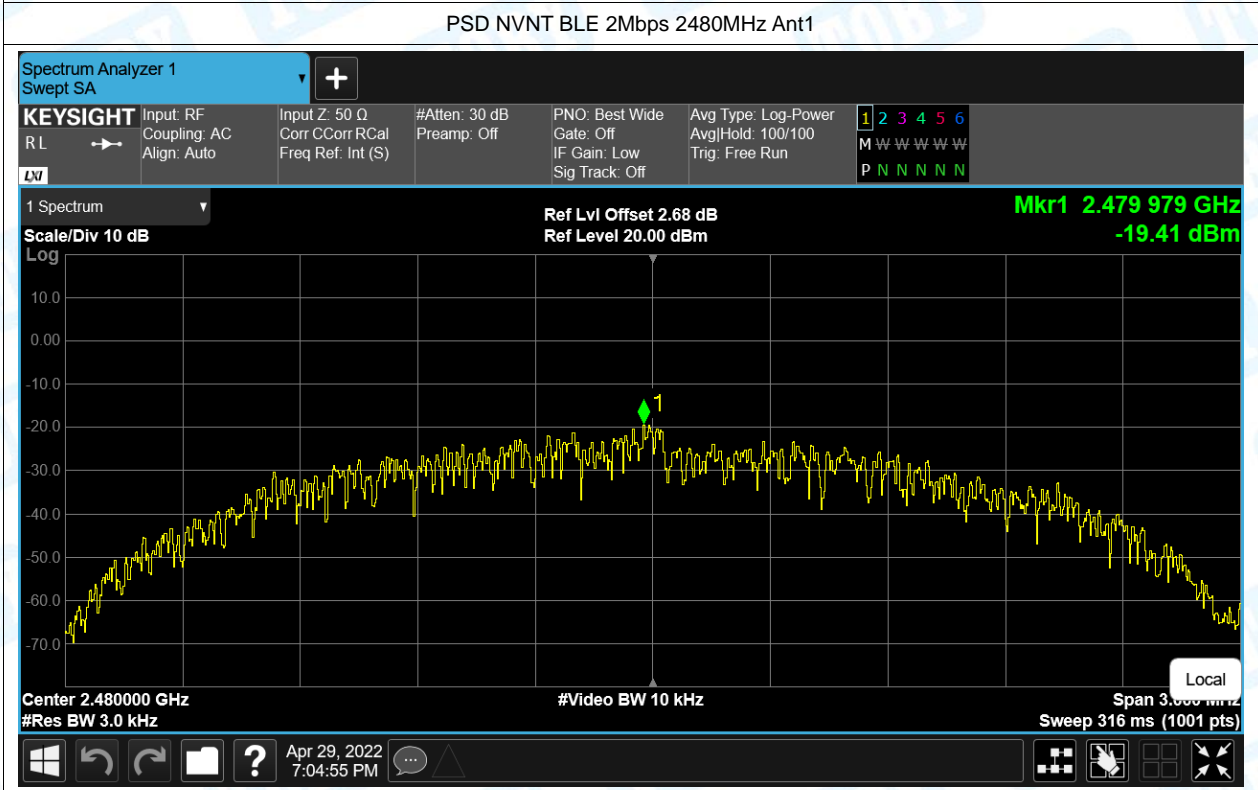 PSD NVNT BLE 2Mbps 2480MHz Ant1
Spectrum Analyzer 1
Swept SA
KEYSIGHT
RL
LXI
Input: RF
Coupling: AC
Align: Auto
Input Z: 50 Ω
Corr CCorr RCal
Freq Ref: Int (S)
#Atten: 30 dB
Preamp: Off
PNO: Best Wide
Gate: Off
IF Gain: Low
Sig Track: Off
Avg Type: Log-Power
Avg|Hold: 100/100
Trig: Free Run
1 2 3 4 5 6
M W W W W W
P N N N N N
1 Spectrum
Scale/Div 10 dB
Ref Lvl Offset 2.68 dB
Ref Level 20.00 dBm
Mkr1 2.479 979 GHz
-19.41 dBm
Log
10.0
0.00
-10.0
-20.0
-30.0
-40.0
-50.0
-60.0
-70.0
1
Local
Center 2.480000 GHz
#Video BW 10 kHz
Span 3.000 MHz
#Res BW 3.0 kHz
Sweep 316 ms (1001 pts)
?
Apr 29, 2022
7:04:55 PM